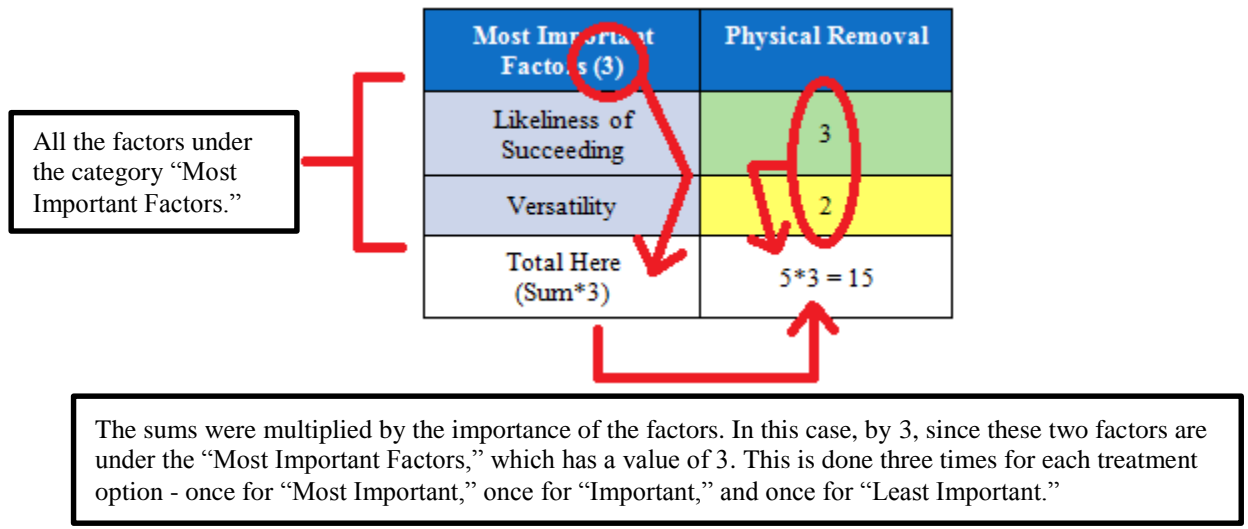 Most Important
Factors (3)
Physical Removal
All the factors under
the category “Most
Important Factors.”
Likeliness of
Succeeding
3
Versatility
2
Total Here
(Sum*3)
5*3 = 15
The sums were multiplied by the importance of the factors. In this case, by 3, since these two factors are
under the “Most Important Factors,” which has a value of 3. This is done three times for each treatment
option - once for “Most Important,” once for “Important,” and once for “Least Important.”